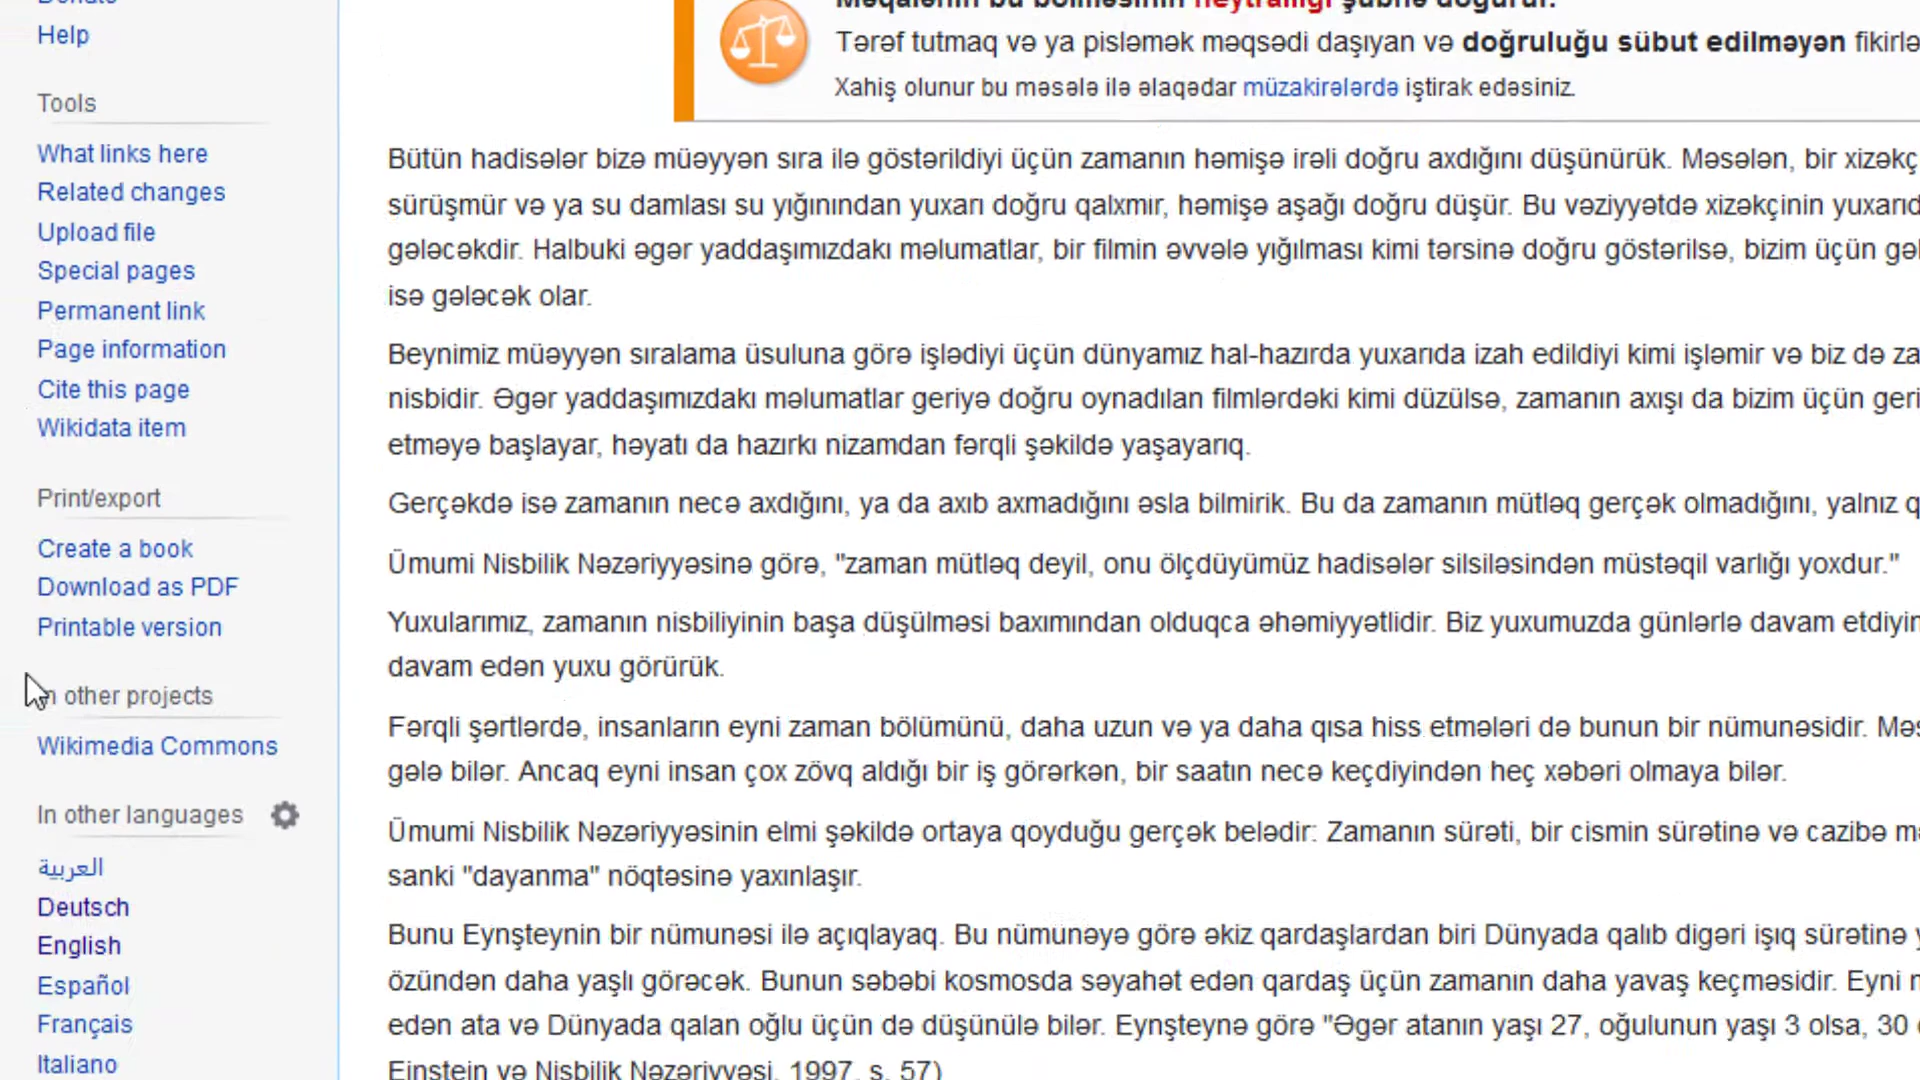 Donate
Help
Tools
What links here
Related changes
Upload file
Special pages
Permanent link
Page information
Cite this page
Wikidata item
Print/export
Create a book
Download as PDF
Printable version
In other projects
Wikimedia Commons
In other languages
العربية
Deutsch
English
Español
Français
Italiano
Məqalənin bu bölməsinin neytrallığı şübhə doğurur.
Tərəf tutmaq və ya pisləmək məqsədi daşıyan və doğruluğu sübut edilməyən
Xahiş olunur bu məsələ ilə əlaqədar müzakirələrdə iştirak edəsiniz.
Bütün hadisələr bizə müəyyən sıra ilə göstərildiyi üçün zamanın həmişə irəli doğru axdığını düşünürük. Məsələn, bir
sürüşmür və ya su damlası su yığınından yuxarı doğru qalxmır, həmişə aşağı doğru düşür. Bu vəziyyətdə xizəkçinin
gələcəkdir. Halbuki əgər yaddaşımızdakı məlumatlar, bir filmin əvvələ yığılması kimi tərsinə doğru göstərilsə, bizim üçün
isə gələcək olar.
Beynimiz müəyyən sıralama üsuluna görə işlədiyi üçün dünyamız hal-hazırda yuxarıda izah edildiyi kimi işləmir və biz də
nisbidir. Əgər yaddaşımızdakı məlumatlar geriyə doğru oynadılan filmlərdəki kimi düzülsə, zamanın axışı da bizim üçün
etməyə başlayar, həyatı da hazırkı nizamdan fərqli şəkildə yaşayarıq.
Gerçəkdə isə zamanın necə axdığını, ya da axıb axmadığını əsla bilmirik. Bu da zamanın mütləq gerçək olmadığını, yalnız
Ümumi Nisbilik Nəzəriyyəsinə görə, "zaman mütləq deyil, onu ölçdüyümüz hadisələr silsiləsindən müstəqil varlığı yoxdur."
Yuxularımız, zamanın nisbiliyinin başa düşülməsi baxımından olduqca əhəmiyyətlidir. Biz yuxumuzda günlərlə davam
davam edən yuxu görürük.
Fərqli şərtlərdə, insanların eyni zaman bölümünü, daha uzun və ya daha qısa hiss etmələri də bunun bir nümunəsidir.
gələ bilər. Ancaq eyni insan çox zövq aldığı bir iş görərkən, bir saatın necə keçdiyindən heç xəbəri olmaya bilər.
Ümumi Nisbilik Nəzəriyyəsinin elmi şəkildə ortaya qoyduğu gerçək belədir: Zamanın sürəti, bir cismin sürətinə və cazibə
sanki "dayanma" nöqtəsinə yaxınlaşır.
Bunu Eynşteynin bir nümunəsi ilə açıqlayaq. Bu nümunəyə görə əkiz qardaşlardan biri Dünyada qalıb digəri işıq sürətinə
özündən daha yaşlı görəcək. Bunun səbəbi kosmosda səyahət edən qardaş üçün zamanın daha yavaş keçməsidir. Eyni
edən ata və Dünyada qalan oğlu üçün də düşünülə bilər. Eynşteynə görə "Əgər atanın yaşı 27, oğulunun yaşı 3 olsa, 30
Einstein və Nisbilik Nəzəriyyəsi, 1997, s. 57)